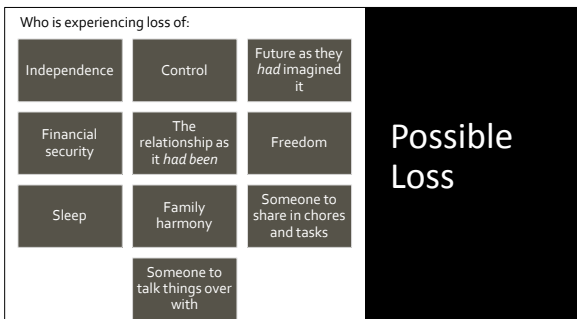 Who is experiencing loss of:
Independence
Control
Future as they
had imagined
it
Financial
security
The
relationship as
it had been
Freedom
Sleep
Family
harmony
Someone to
share in chores
and tasks
Someone to
talk things over
with
Possible
Loss